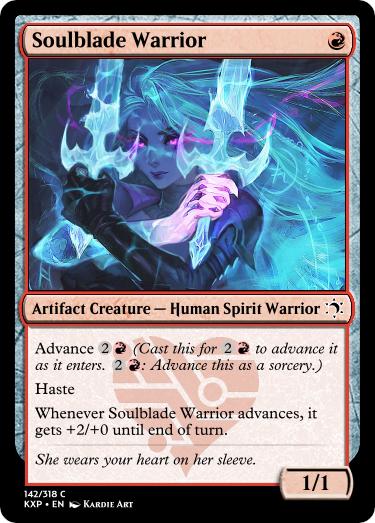 Soulblade Warrior
Artifact Creature — Human Spirit Warrior
Advance 2 (Cast this for 2 to advance it
as it enters. 2 : Advance this as a sorcery.)
Haste
Whenever Soulblade Warrior advances, it
gets +2/+0 until end of turn.
She wears your heart on her sleeve.
1/1
142/318 C
KXP • EN Kardie Art